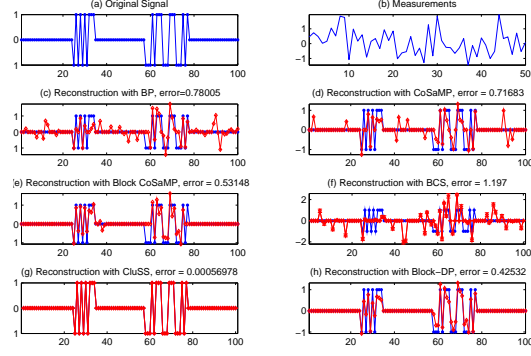 (a) Original Signal
(b) Measurements
1
0
1
20 40 60 80 100
1
0
−1
10 20 30 40 50
(c) Reconstruction with BP, error=0.78005
(d) Reconstruction with CoSaMP, error = 0.71683
1
0
1
20 40 60 80 100
1
0
−1
20 40 60 80 100
(e) Reconstruction with Block CoSaMP, error = 0.53148
(f) Reconstruction with BCS, error = 1.197
1
0
1
20 40 60 80 100
2
0
−2
20 40 60 80 100
(g) Reconstruction with CluSS, error = 0.00056978
(h) Reconstruction with Block−DP, error = 0.42532
1
0
1
20 40 60 80 100
1
0
−1
20 40 60 80 100